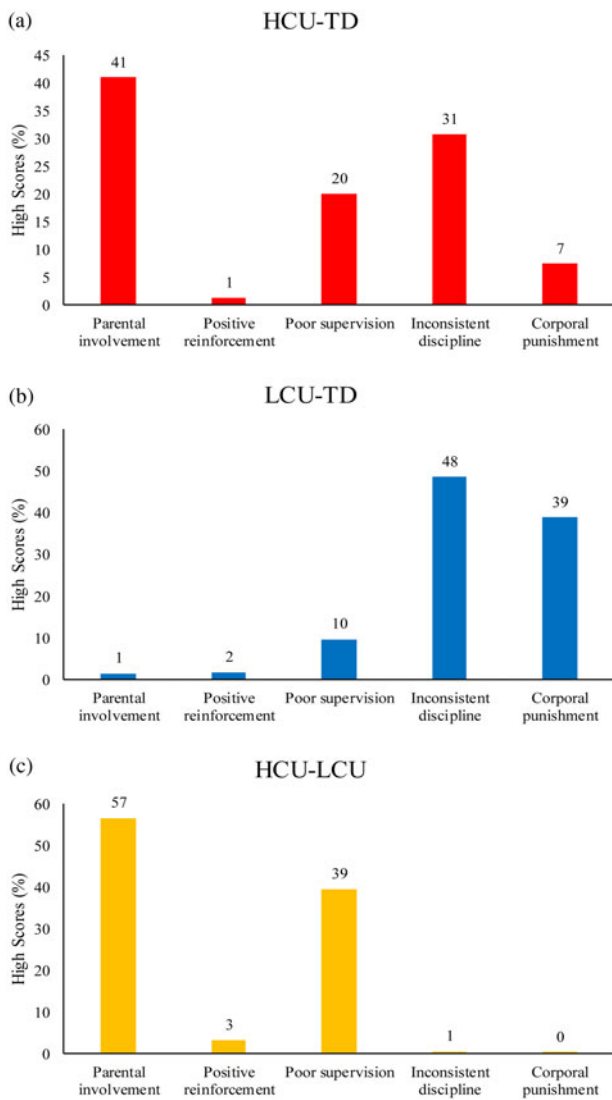 (a)
HCU-TD
High Scores (%)
45
40
35
30
25
20
15
10
5
0
41
1
20
31
7
Parental involvement
Positive reinforcement
Poor supervision
Inconsistent discipline
Corporal punishment
(b)
LCU-TD
High Scores (%)
60
50
40
30
20
10
0
1
2
10
48
39
Parental involvement
Positive reinforcement
Poor supervision
Inconsistent discipline
Corporal punishment
(c)
HCU-LCU
High Scores (%)
60
50
40
30
20
10
0
57
3
39
1
0
Parental involvement
Positive reinforcement
Poor supervision
Inconsistent discipline
Corporal punishment